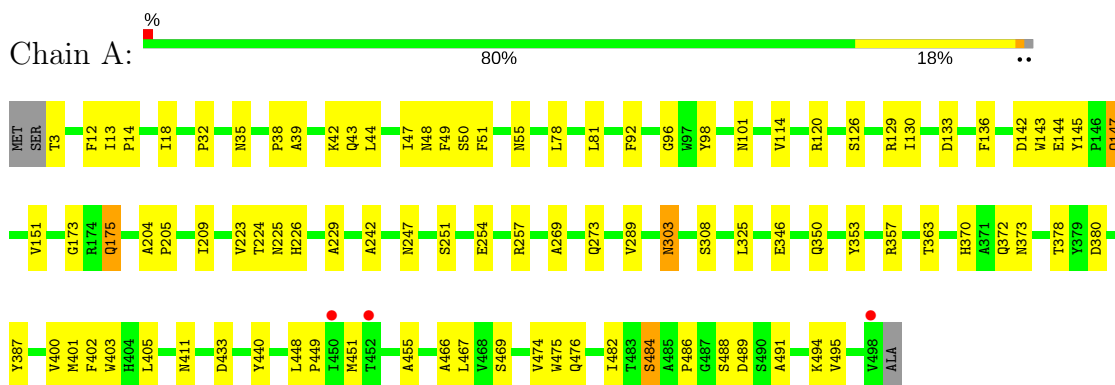 %
Chain A:
80% 18% ••
MET SER T3 F12 I13 P14 I18 P32 N35 P38 A39 K42 Q43 L44 I47 N48 F49 S50 F51 N55 L78 L81 F92 G96 W97 Y98 N101 V114 R120 S126 R129 I130 D133 F136 D142 W143 E144 Y145 P146 Q147
V151 G173 R174 Q175 A204 P205 I209 V223 T224 N225 H226 A229 A242 N247 S251 E254 R257 A269 Q273 V289 N303 S308 L325 E346 Q350 Y353 R357 T363 H370 A371 Q372 N373 T378 Y379 D380
Y387 V400 M401 F402 W403 H404 L405 N411 D433 Y440 L448 P449 I450 M451 T452 A455 A466 L467 V468 S469 V474 W475 Q476 I482 T483 S484 A485 P486 G487 S488 D489 S490 A491 K494 V495 V498 ALA